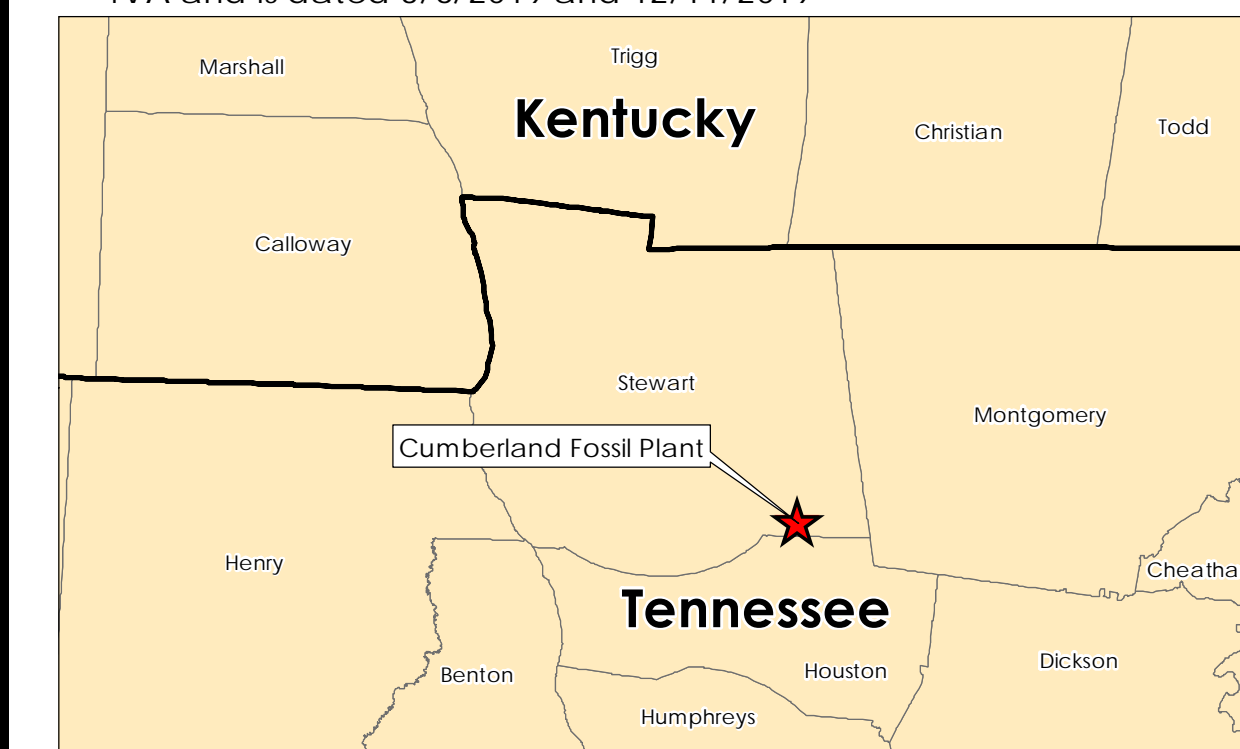 Trigg
Marshall
Kentucky
Christian
Todd
Calloway
Stewart
Montgomery
Cumberland Fossil Plant
Henry
Cheatha
Tennessee
Dickson
Houston
Benton
Humphreys